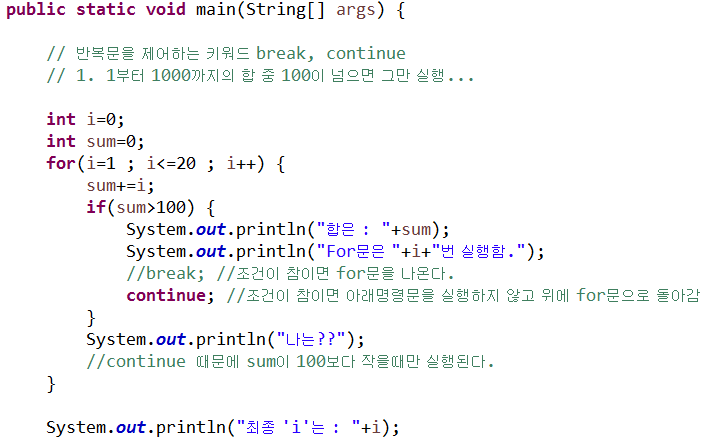 public static void main(String[] args) {
// 반복문을 제어하는 키워드 break, continue
// 1. 1부터 1000까지의 합 중 100이 넘으면 그만 실행...
int i=0;
int sum=0;
for(i=1 ; i<=20 ; i++) {
sum+=i;
if(sum>100) {
System.out.println("합은 : "+sum);
System.out.println("For문은 "+i+"번 실행함.");
//break; //조건이 참이면 for문을 나온다.
continue; //조건이 참이면 아래명령문을 실행하지 않고 위에 for문으로 돌아감
}
System.out.println("나는??");
//continue 때문에 sum이 100보다 작을때만 실행된다.
}
System.out.println("최종 'i'는 : "+i);